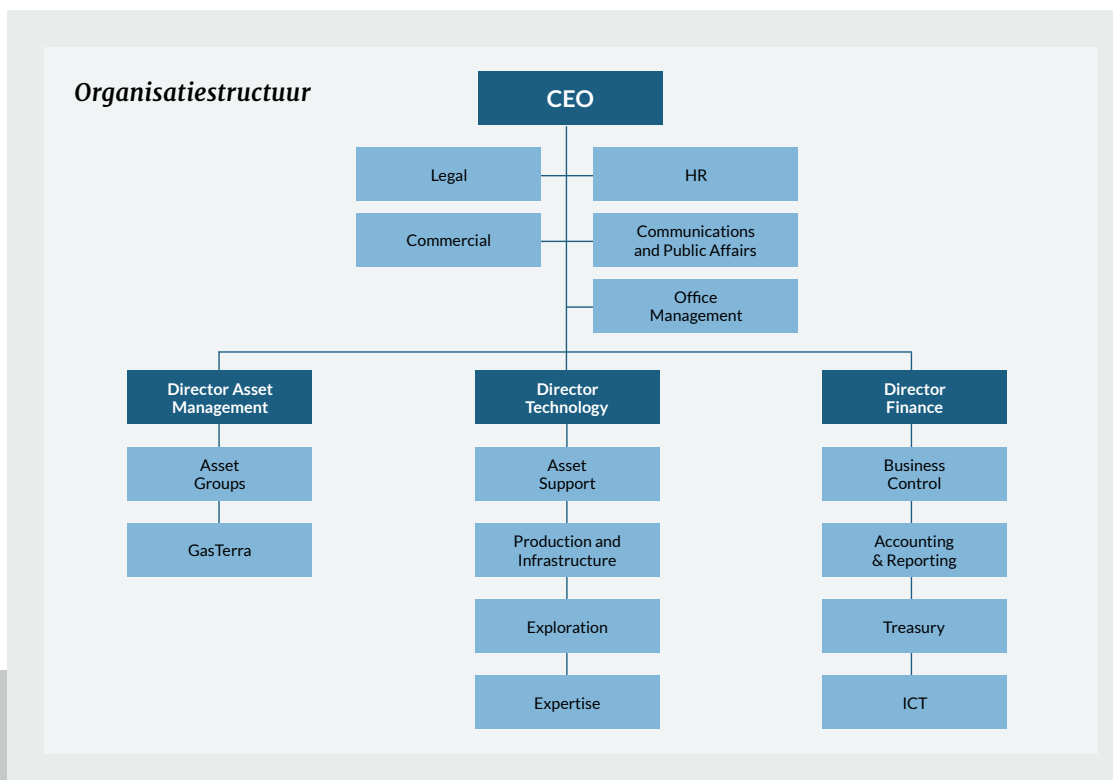 Organisatiestructuur
CEO
Legal
HR
Commercial
Communications
and Public Affairs
Office
Management
Director Asset
Management
Director
Technology
Director
Finance
Asset
Groups
Asset
Support
Business
Control
GasTerra
Production and
Infrastructure
Accounting
& Reporting
Exploration
Treasury
Expertise
ICT